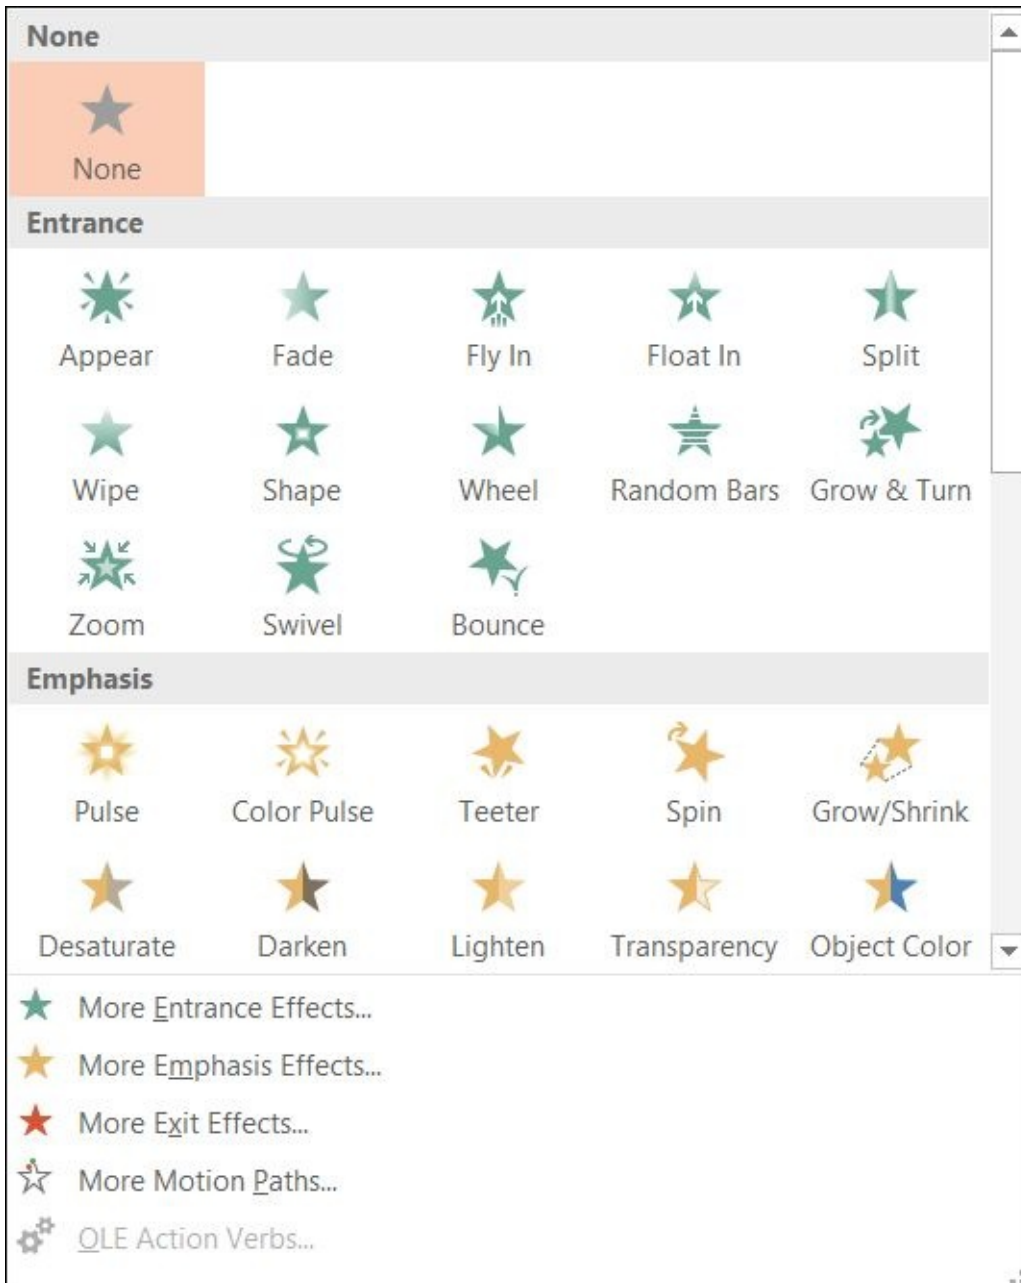 None
None
Entrance
Appear Fade Fly In Float In Split
Wipe Shape Wheel Random Bars Grow & Turn
Zoom Swivel Bounce
Emphasis
Pulse Color Pulse Teeter Spin Grow/Shrink
Desaturate Darken Lighten Transparency Object Color
More Entrance Effects...
More Emphasis Effects...
More Exit Effects...
More Motion Paths...
OLE Action Verbs...